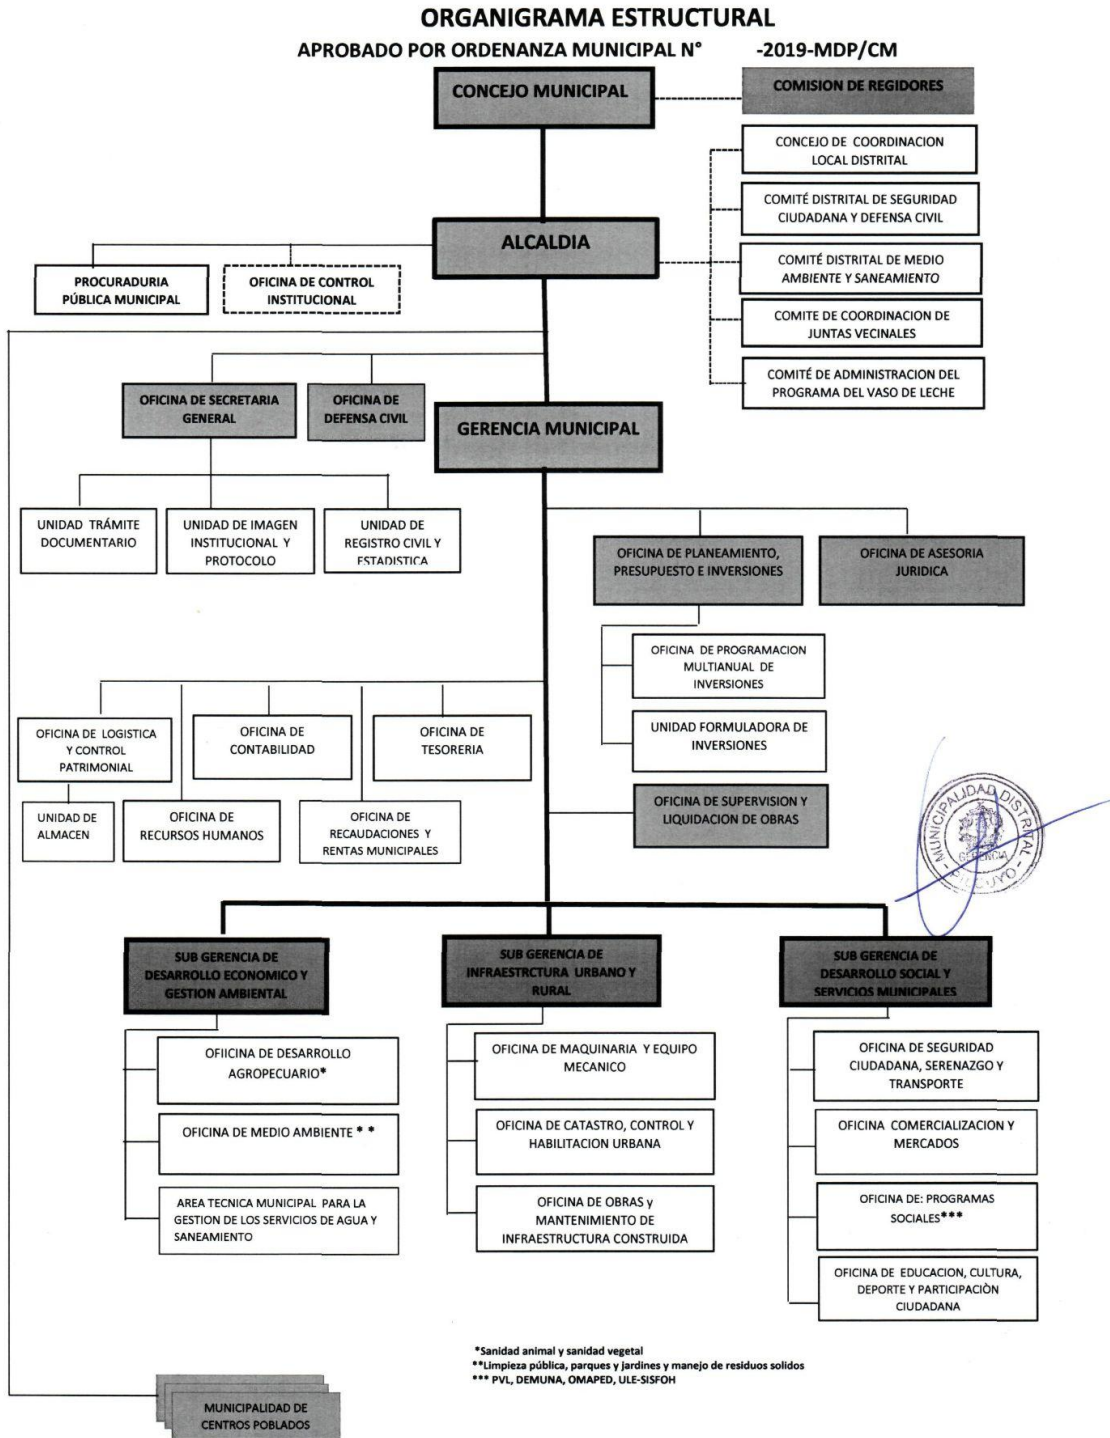 ORGANIGRAMA ESTRUCTURAL
APROBADO POR ORDENANZA MUNICIPAL N° -2019-MDP/CM
CONCEJO MUNICIPAL
COMISION DE REGIDORES
CONCEJO DE COORDINACION
LOCAL DISTRITAL
COMITÉ DISTRITAL DE SEGURIDAD
CIUDADANA Y DEFENSA CIVIL
ALCALDIA
COMITÉ DISTRITAL DE MEDIO
AMBIENTE Y SANEAMIENTO
PROCURADURIA
PÚBLICA MUNICIPAL
OFICINA DE CONTROL
INSTITUCIONAL
COMITE DE COORDINACION DE
JUNTAS VECINALES
COMITÉ DE ADMINISTRACION DEL
PROGRAMA DEL VASO DE LECHE
OFICINA DE SECRETARIA
GENERAL
OFICINA DE
DEFENSA CIVIL
GERENCIA MUNICIPAL
UNIDAD TRÁMITE
DOCUMENTARIO
UNIDAD DE IMAGEN
INSTITUCIONAL Y
PROTOCOLO
UNIDAD DE
REGISTRO CIVIL Y
ESTADISTICA
OFICINA DE PLANEAMIENTO,
PRESUPUESTO E INVERSIONES
OFICINA DE ASESORIA
JURIDICA
OFICINA DE PROGRAMACION
MULTIANUAL DE
INVERSIONES
UNIDAD FORMULADORA DE
INVERSIONES
OFICINA DE LOGISTICA
Y CONTROL
PATRIMONIAL
OFICINA DE
CONTABILIDAD
OFICINA DE
TESORERIA
UNIDAD DE
ALMACEN
OFICINA DE
RECURSOS HUMANOS
OFICINA DE
RECAUDACIONES Y
RENTAS MUNICIPALES
OFICINA DE SUPERVISION Y
LIQUIDACION DE OBRAS
MUNICIPALIDAD DISTRITAL
GERENCIA
SUB GERENCIA DE
DESARROLLO ECONOMICO Y
GESTION AMBIENTAL
SUB GERENCIA DE
INFRAESTRCTURA URBANO Y
RURAL
SUB GERENCIA DE
DESARROLLO SOCIAL Y
SERVICIOS MUNICIPALES
OFIICINA DE DESARROLLO
AGROPECUARIO*
OFICINA DE MEDIO AMBIENTE * *
AREA TECNICA MUNICIPAL PARA LA
GESTION DE LOS SERVICIOS DE AGUA Y
SANEAMIENTO
OFICINA DE MAQUINARIA Y EQUIPO
MECANICO
OFICINA DE CATASTRO, CONTROL Y
HABILITACION URBANA
OFICINA DE OBRAS y
MANTENIMIENTO DE
INFRAESTRUCTURA CONSTRUIDA
OFICINA DE SEGURIDAD
CIUDADANA, SERENAZGO Y
TRANSPORTE
OFICINA COMERCIALIZACION Y
MERCADOS
OFICINA DE: PROGRAMAS
SOCIALES***
OFICINA DE EDUCACION, CULTURA,
DEPORTE Y PARTICIPACIÒN
CIUDADANA
*Sanidad animal y sanidad vegetal
**Limpieza pública, parques y jardines y manejo de residuos solidos
*** PVL, DEMUNA, OMAPED, ULE-SISFOH
MUNICIPALIDAD DE
CENTROS POBLADOS